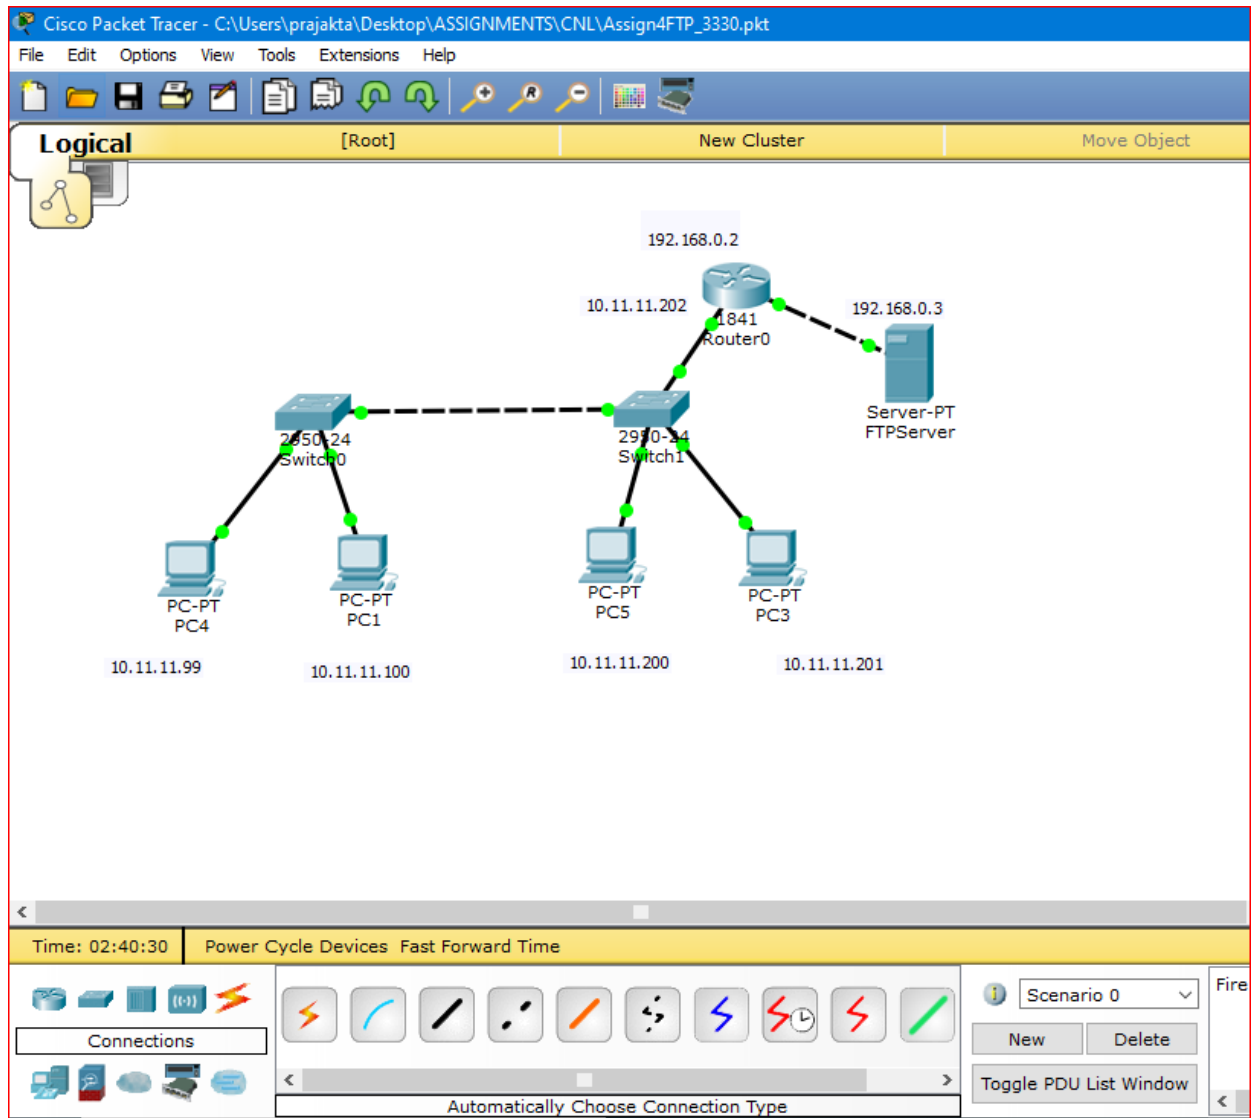 Cisco Packet Tracer - C:\Users\prajakta\Desktop\ASSIGNMENTS\CNL\Assign4FTP_3330.pkt
File Edit Options View Tools Extensions Help
Logical [Root] New Cluster Move Object
192.168.0.2
10.11.11.202
192.168.0.3
1841
Router0
Server-PT
FTPServer
2950-24
Switch0
2950-24
Switch1
PC-PT
PC4
PC-PT
PC1
PC-PT
PC5
PC-PT
PC3
10.11.11.99
10.11.11.100
10.11.11.200
10.11.11.201
Time: 02:40:30 Power Cycle Devices Fast Forward Time
Connections
Automatically Choose Connection Type
Scenario 0
New Delete
Toggle PDU List Window
Fire